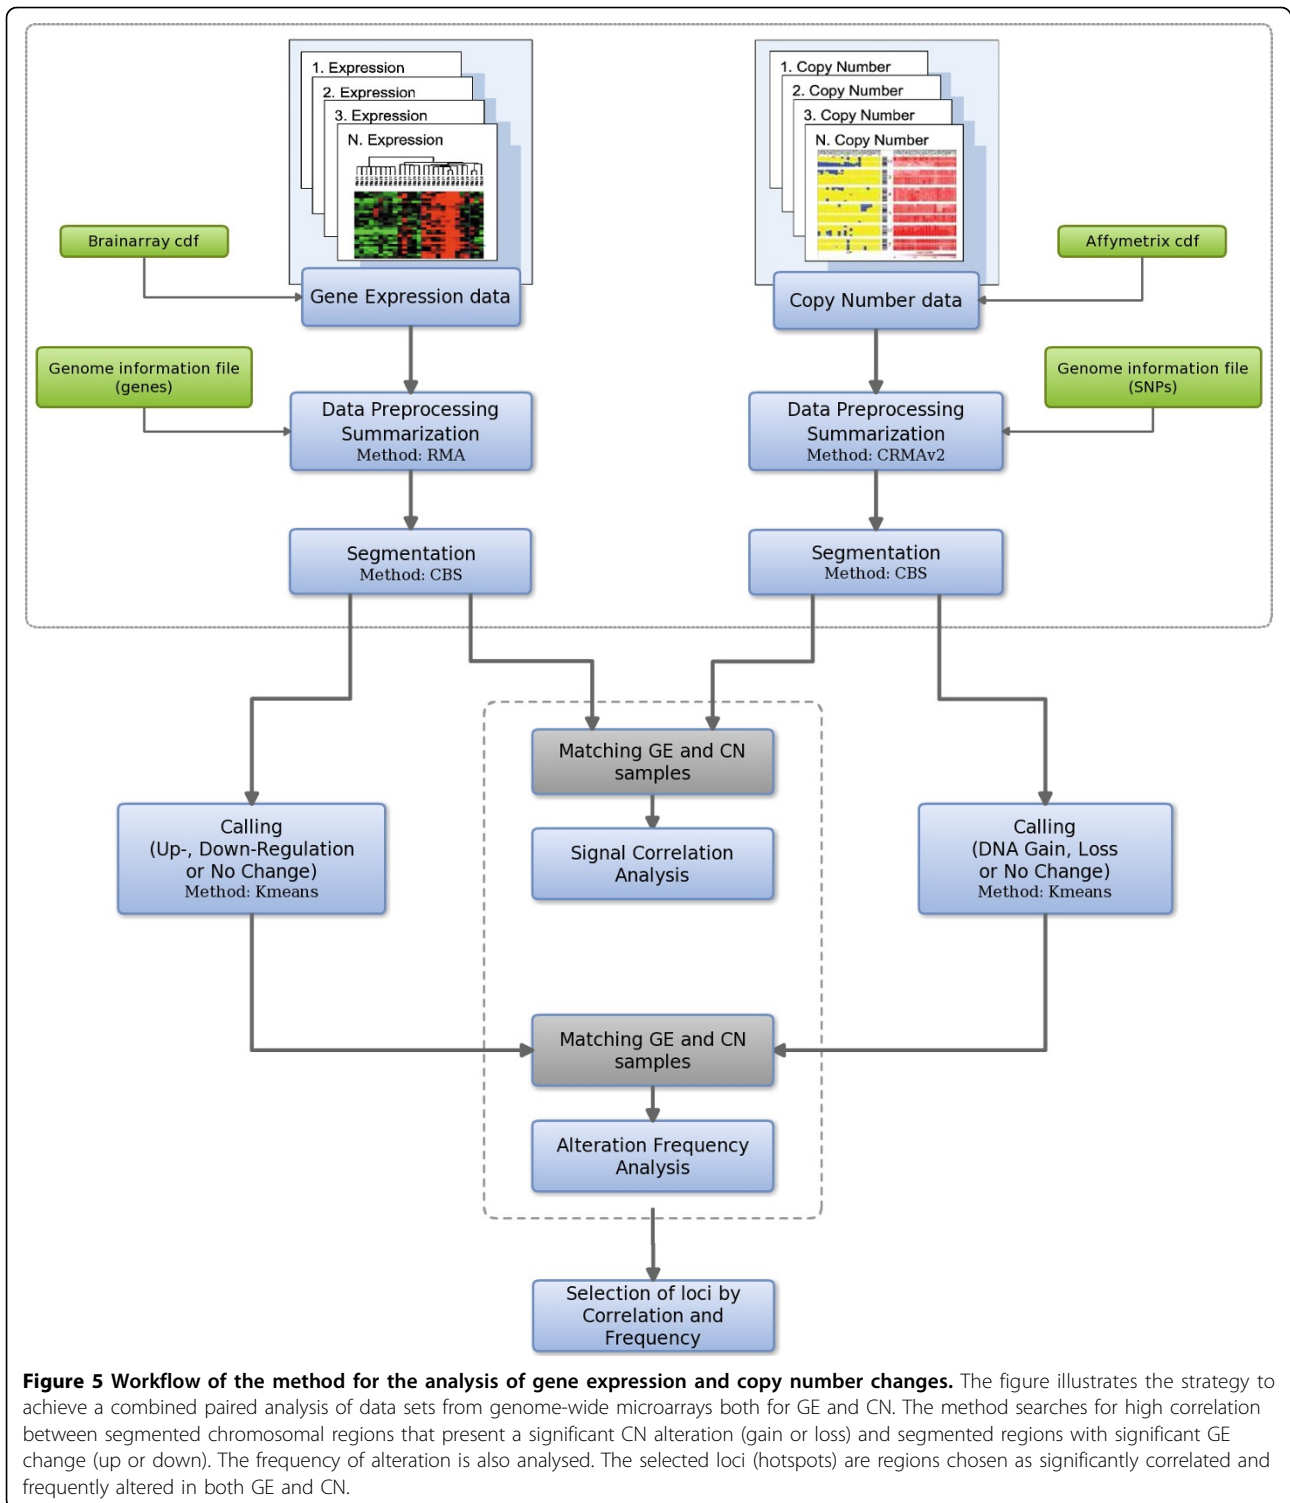 1. Expression
2. Expression
3. Expression
N. Expression
1. Copy Number
2. Copy Number
3. Copy Number
N. Copy Number
Brainarray cdf
Affymetrix cdf
Gene Expression data
Copy Number data
Genome information file
(genes)
Genome information file
(SNPs)
Data Preprocessing
Summarization
Method: RMA
Data Preprocessing
Summarization
Method: CRMAv2
Segmentation
Method: CBS
Segmentation
Method: CBS
Matching GE and CN
samples
Signal Correlation
Analysis
Calling
(Up-, Down-Regulation
or No Change)
Method: Kmeans
Calling
(DNA Gain, Loss
or No Change)
Method: Kmeans
Matching GE and CN
samples
Alteration Frequency
Analysis
Selection of loci by
Correlation and
Frequency
Figure 5 Workflow of the method for the analysis of gene expression and copy number changes. The figure illustrates the strategy to
achieve a combined paired analysis of data sets from genome-wide microarrays both for GE and CN. The method searches for high correlation
between segmented chromosomal regions that present a significant CN alteration (gain or loss) and segmented regions with significant GE
change (up or down). The frequency of alteration is also analysed. The selected loci (hotspots) are regions chosen as significantly correlated and
frequently altered in both GE and CN.